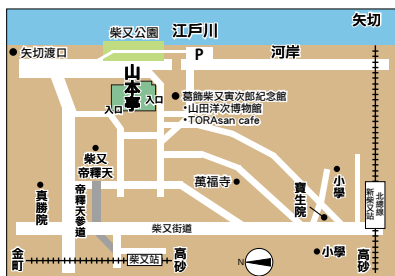 柴又公園
江戶川
矢切
矢切渡口
P
河岸
山本亭
入口
入口
葛飾柴又寅次郎紀念館
・山田洋次博物館
・TORAsan cafe
柴又
帝釋天
萬福寺
小學
寶生院
真勝院
帝釋天參道
北總線
新柴又站
柴又街道
金町
柴又站
高砂
小學
高砂